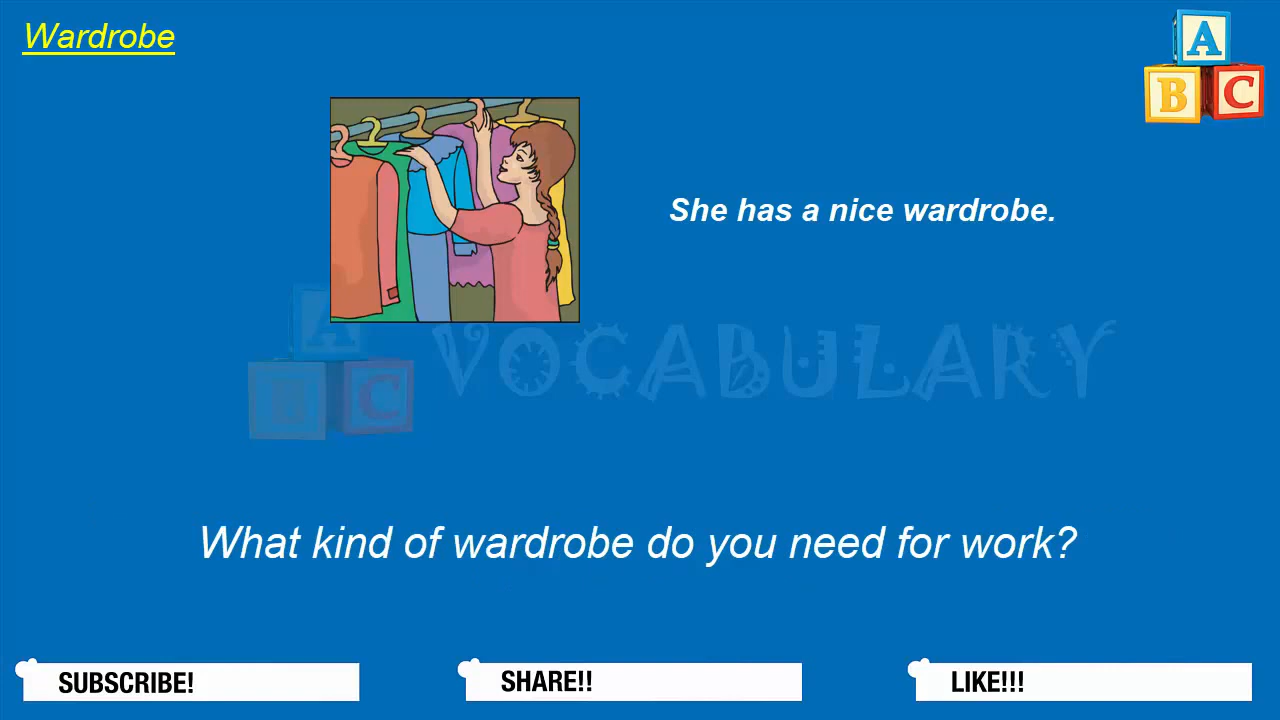 Wardrobe
A
B C
She has a nice wardrobe.
A
B C
VOCABULARY
What kind of wardrobe do you need for work?
SUBSCRIBE!
SHARE!!
LIKE!!!